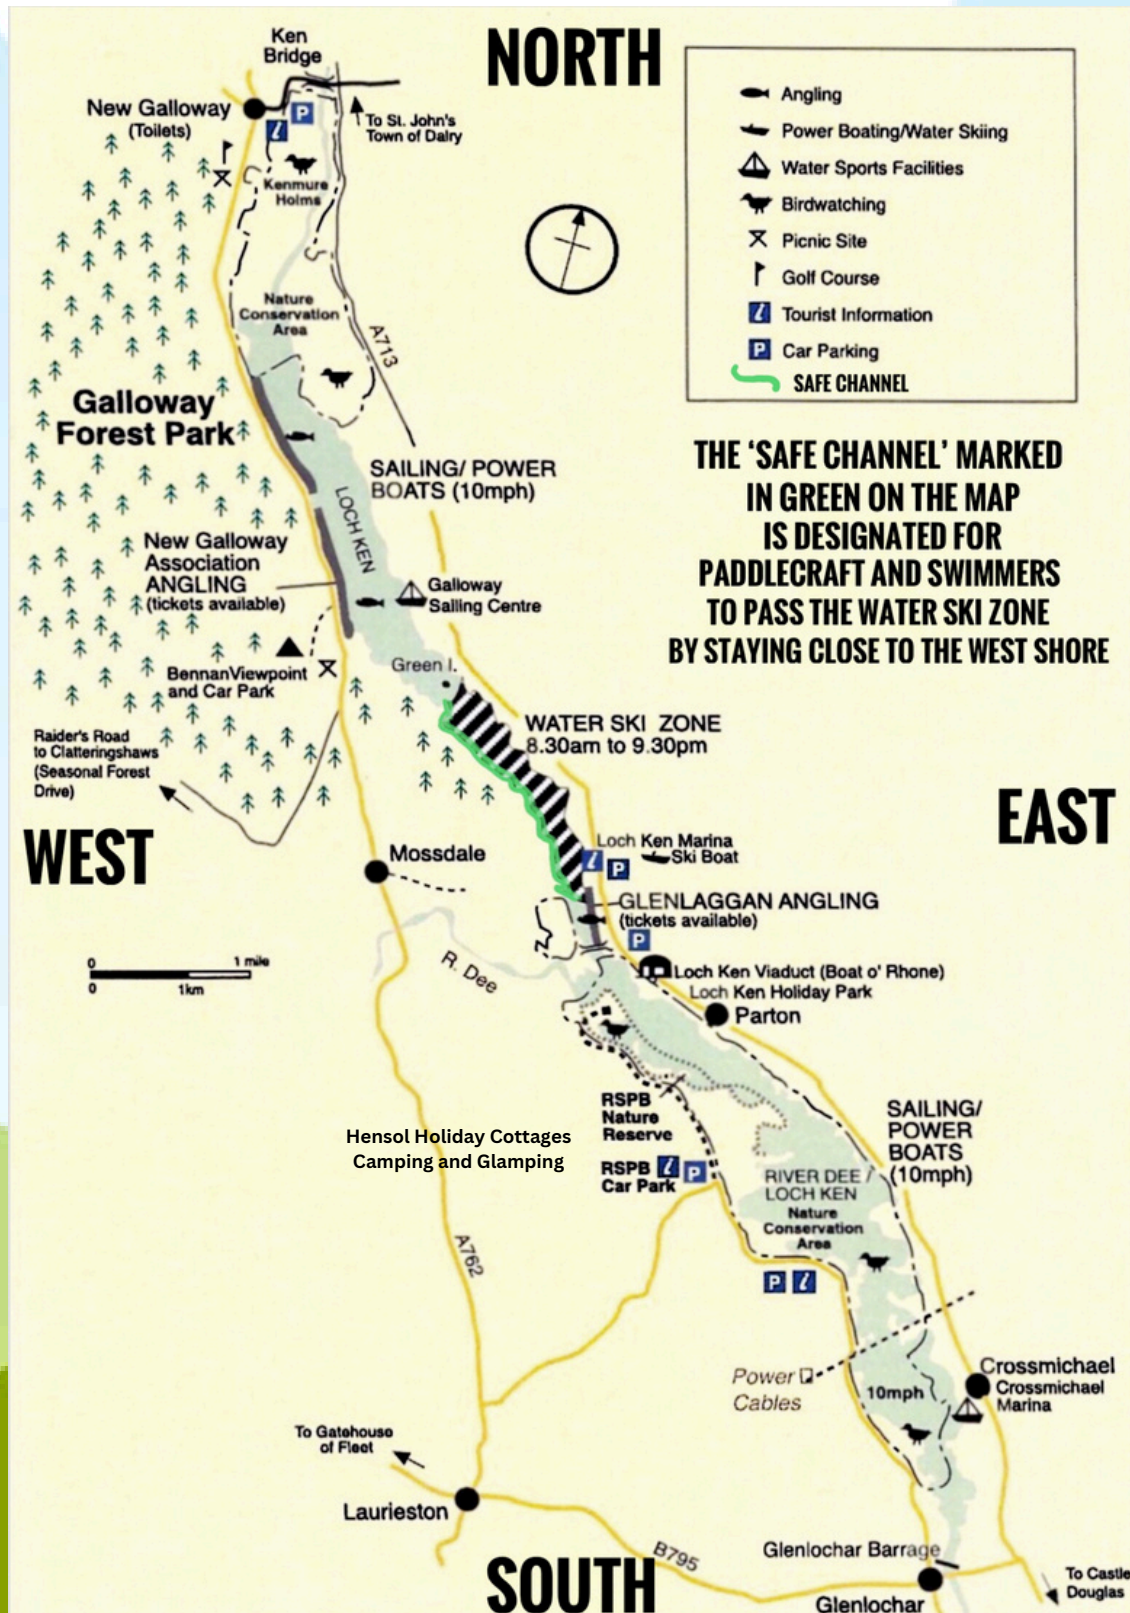 NORTH
Ken
Bridge
New Galloway
(Toilets)
P
i
To St. John's
Town of Dalry
Kenmure
Holms
Nature
Conservation
Area
A713
Galloway
Forest Park
Angling
Power Boating/Water Skiing
Water Sports Facilities
Birdwatching
Picnic Site
Golf Course
i Tourist Information
P Car Parking
SAFE CHANNEL
THE ‘SAFE CHANNEL’ MARKED
IN GREEN ON THE MAP
IS DESIGNATED FOR
PADDLECRAFT AND SWIMMERS
TO PASS THE WATER SKI ZONE
BY STAYING CLOSE TO THE WEST SHORE
SAILING/ POWER
BOATS (10mph)
LOCH KEN
New Galloway
Association
ANGLING
(tickets available)
Galloway
Sailing Centre
Green I.
Bennan Viewpoint
and Car Park
WATER SKI ZONE
8.30am to 9.30pm
Raider's Road
to Clatteringshaws
(Seasonal Forest
Drive)
WEST
EAST
Mossdale
Loch Ken Marina
i P Ski Boat
GLENLAGGAN ANGLING
(tickets available)
P
0 1 mile
0 1km
R. Dee
Loch Ken Viaduct (Boat o' Rhone)
Loch Ken Holiday Park
Parton
RSPB
Nature
Reserve
RSPB i P
Car Park
Hensol Holiday Cottages
Camping and Glamping
SAILING/
POWER
BOATS
(10mph)
RIVER DEE /
LOCH KEN
Nature
Conservation
Area
A762
P i
Power
Cables
10mph
Crossmichael
Crossmichael
Marina
To Gatehouse
of Fleet
Laurieston
B795
SOUTH
Glenlochar Barrage
Glenlochar
To Castle
Douglas